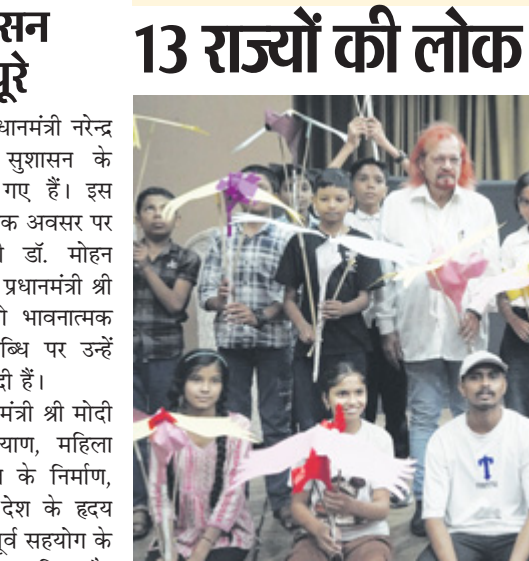 सन
पूरे
13 राज्यों की लोक
धानमंत्री नरेन्द्र
सुशासन के
गए हैं। इस
क अवसर पर
डॉ. मोहन
प्रधानमंत्री श्री
भावनात्मक
ब्धि पर उन्हें
दी हैं।
मंत्री श्री मोदी
याण, महिला
के निर्माण,
देश के हृदय
पूर्व सहयोग के